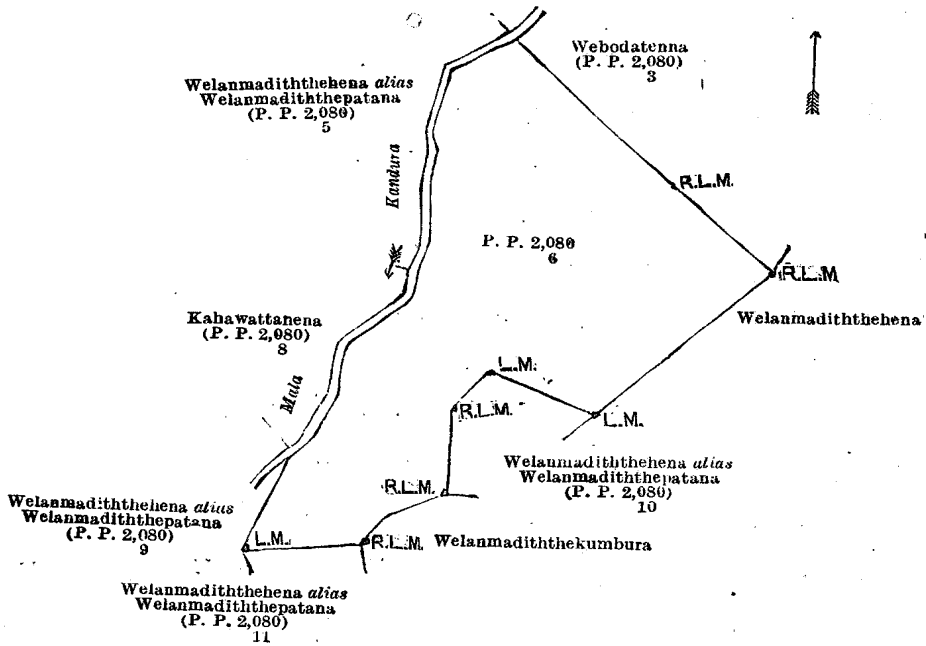 Webodatenna
(P. P. 2,080)
3
Welanmadiththehena alias
Welanmadiththepatana
(P. P. 2,080)
5
Kandura
R.L.M.
P. P. 2,080
6
R.L.M
Welanmadiththehena
Kahawattahena
(P. P. 2,080)
8
Mala
L.M.
R.L.M.
L.M.
Welanmadiththehena alias
Welanmadiththepatana
(P. P. 2,080)
10
R.L.M.
Welanmadiththehena alias
Welanmadiththepatana
(P. P. 2,080)
9
L.M.
R.L.M. Welanmadiththekumbura
Welanmadiththehena alias
Welanmadiththepatana
(P. P. 2,080)
11